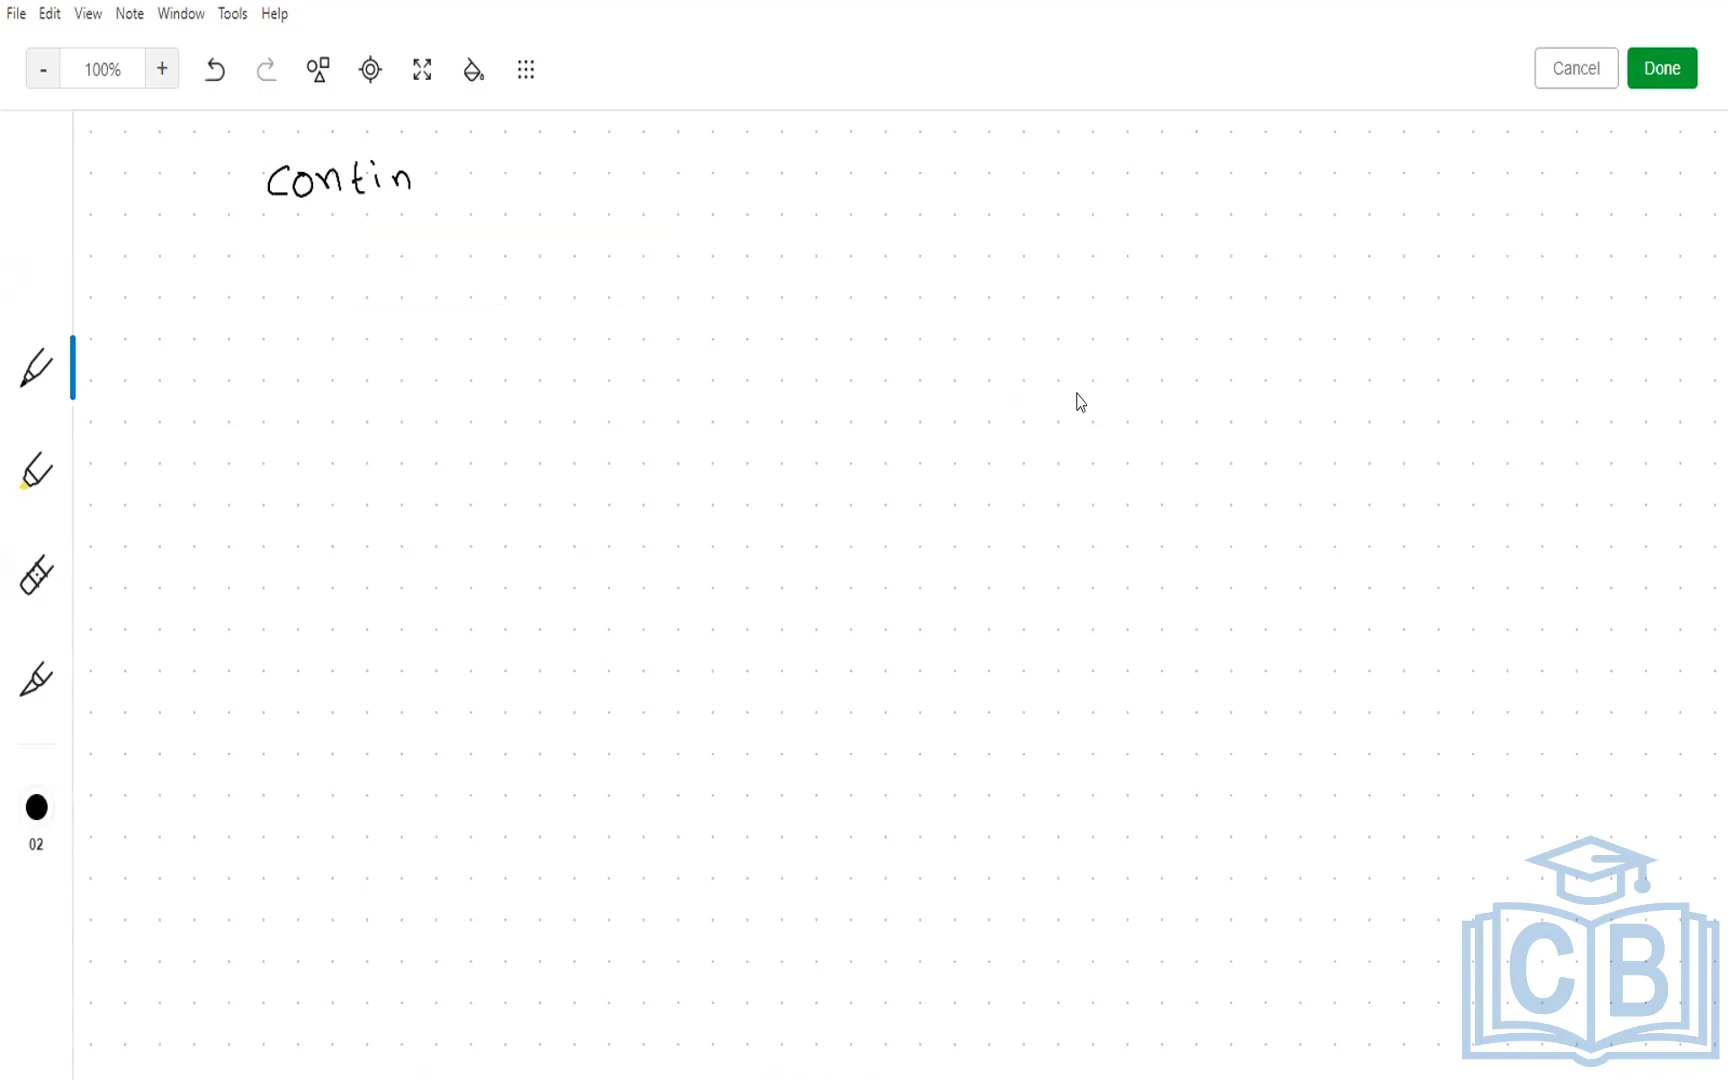 File Edit View Note Window Tools Help
- 100% + Cancel Done
Contin
02
CB